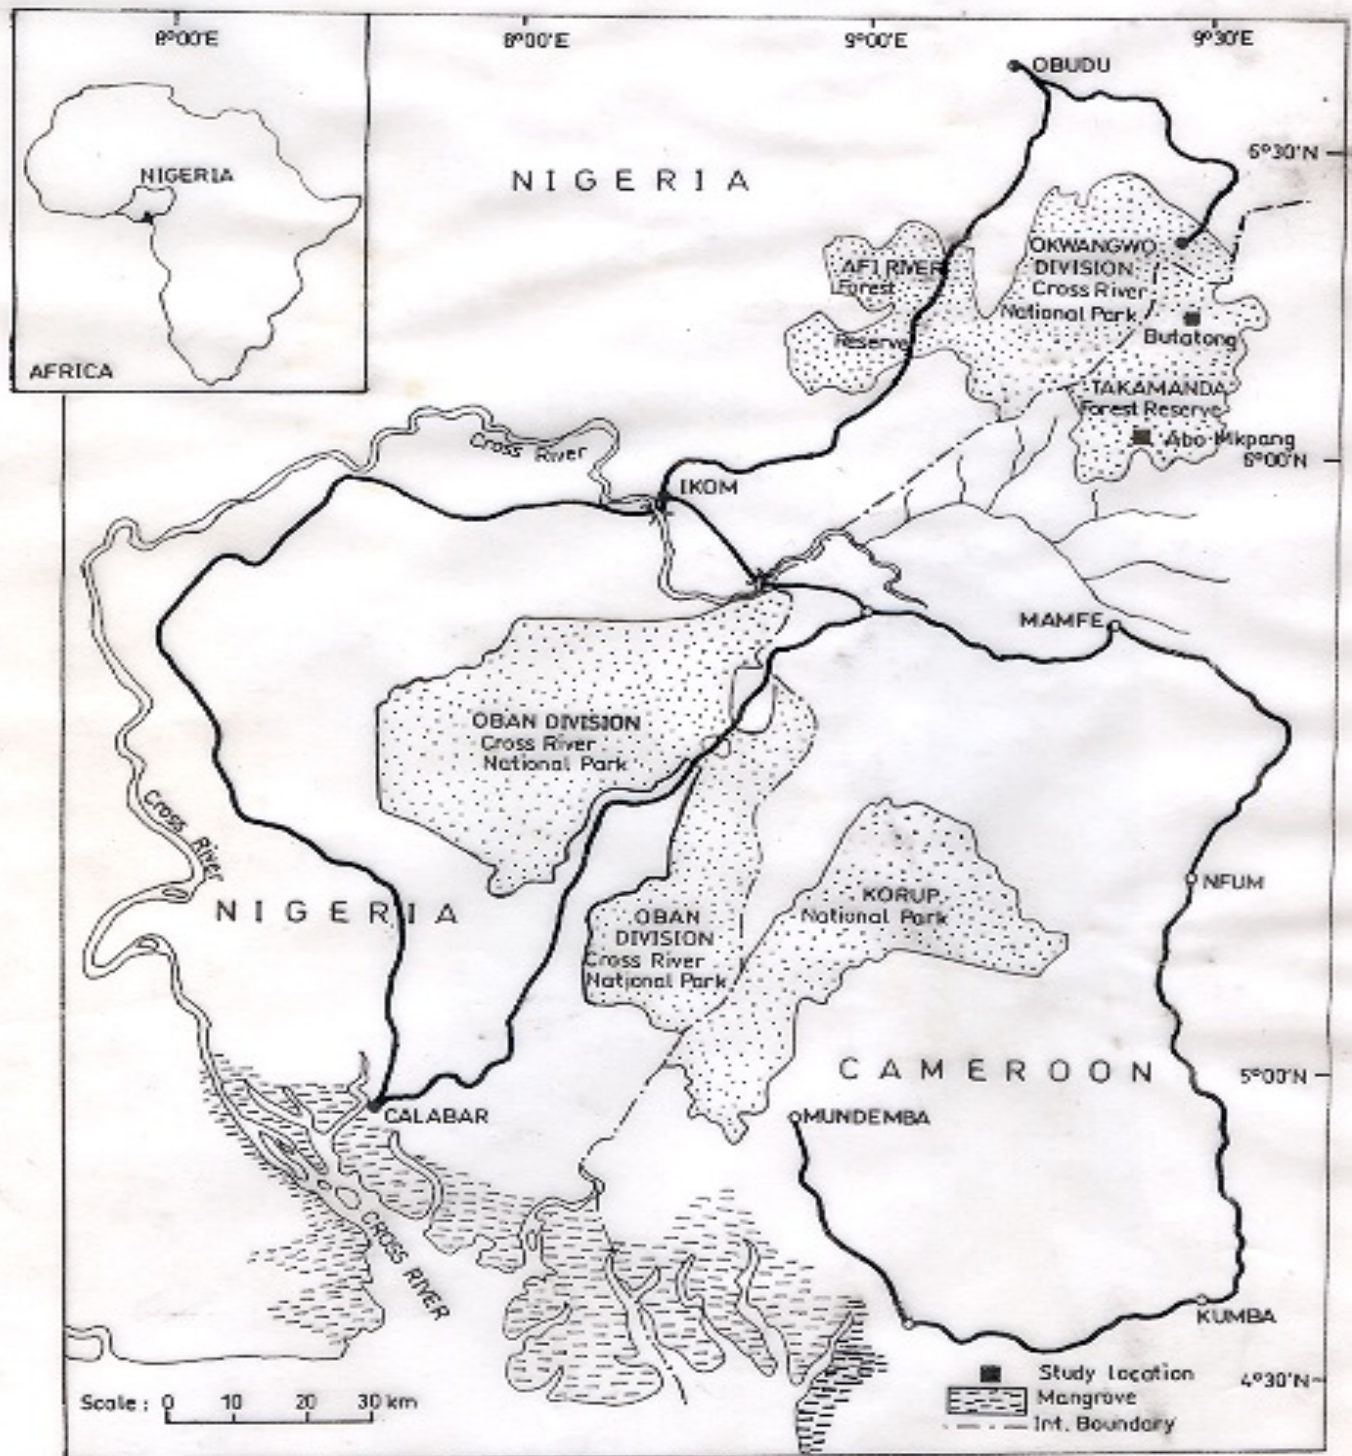 8°00'E
8°00'E
9°00'E
9°30'E
OBUDU
6°30'N
NIGERIA
NIGERIA
AFRICA
OKWANGWO
DIVISION
Cross River
National Park
AFI RIVER
Forest
Reserve
Butatong
TAKAMANDA
Forest Reserve
Abo Mkpang
6°00'N
Cross River
IKOM
MAMFE
OBAN DIVISION
Cross River
National Park
Cross River
NIGERIA
KORUP
National Park
NFUM
OBAN
DIVISION
Cross River
National Park
CAMEROON
5°00'N
CALABAR
MUNDEMBA
CROSS RIVER
KUMBA
Scale : 0 10 20 30 km
Study location
Mangrove
Int. Boundary
4°30'N